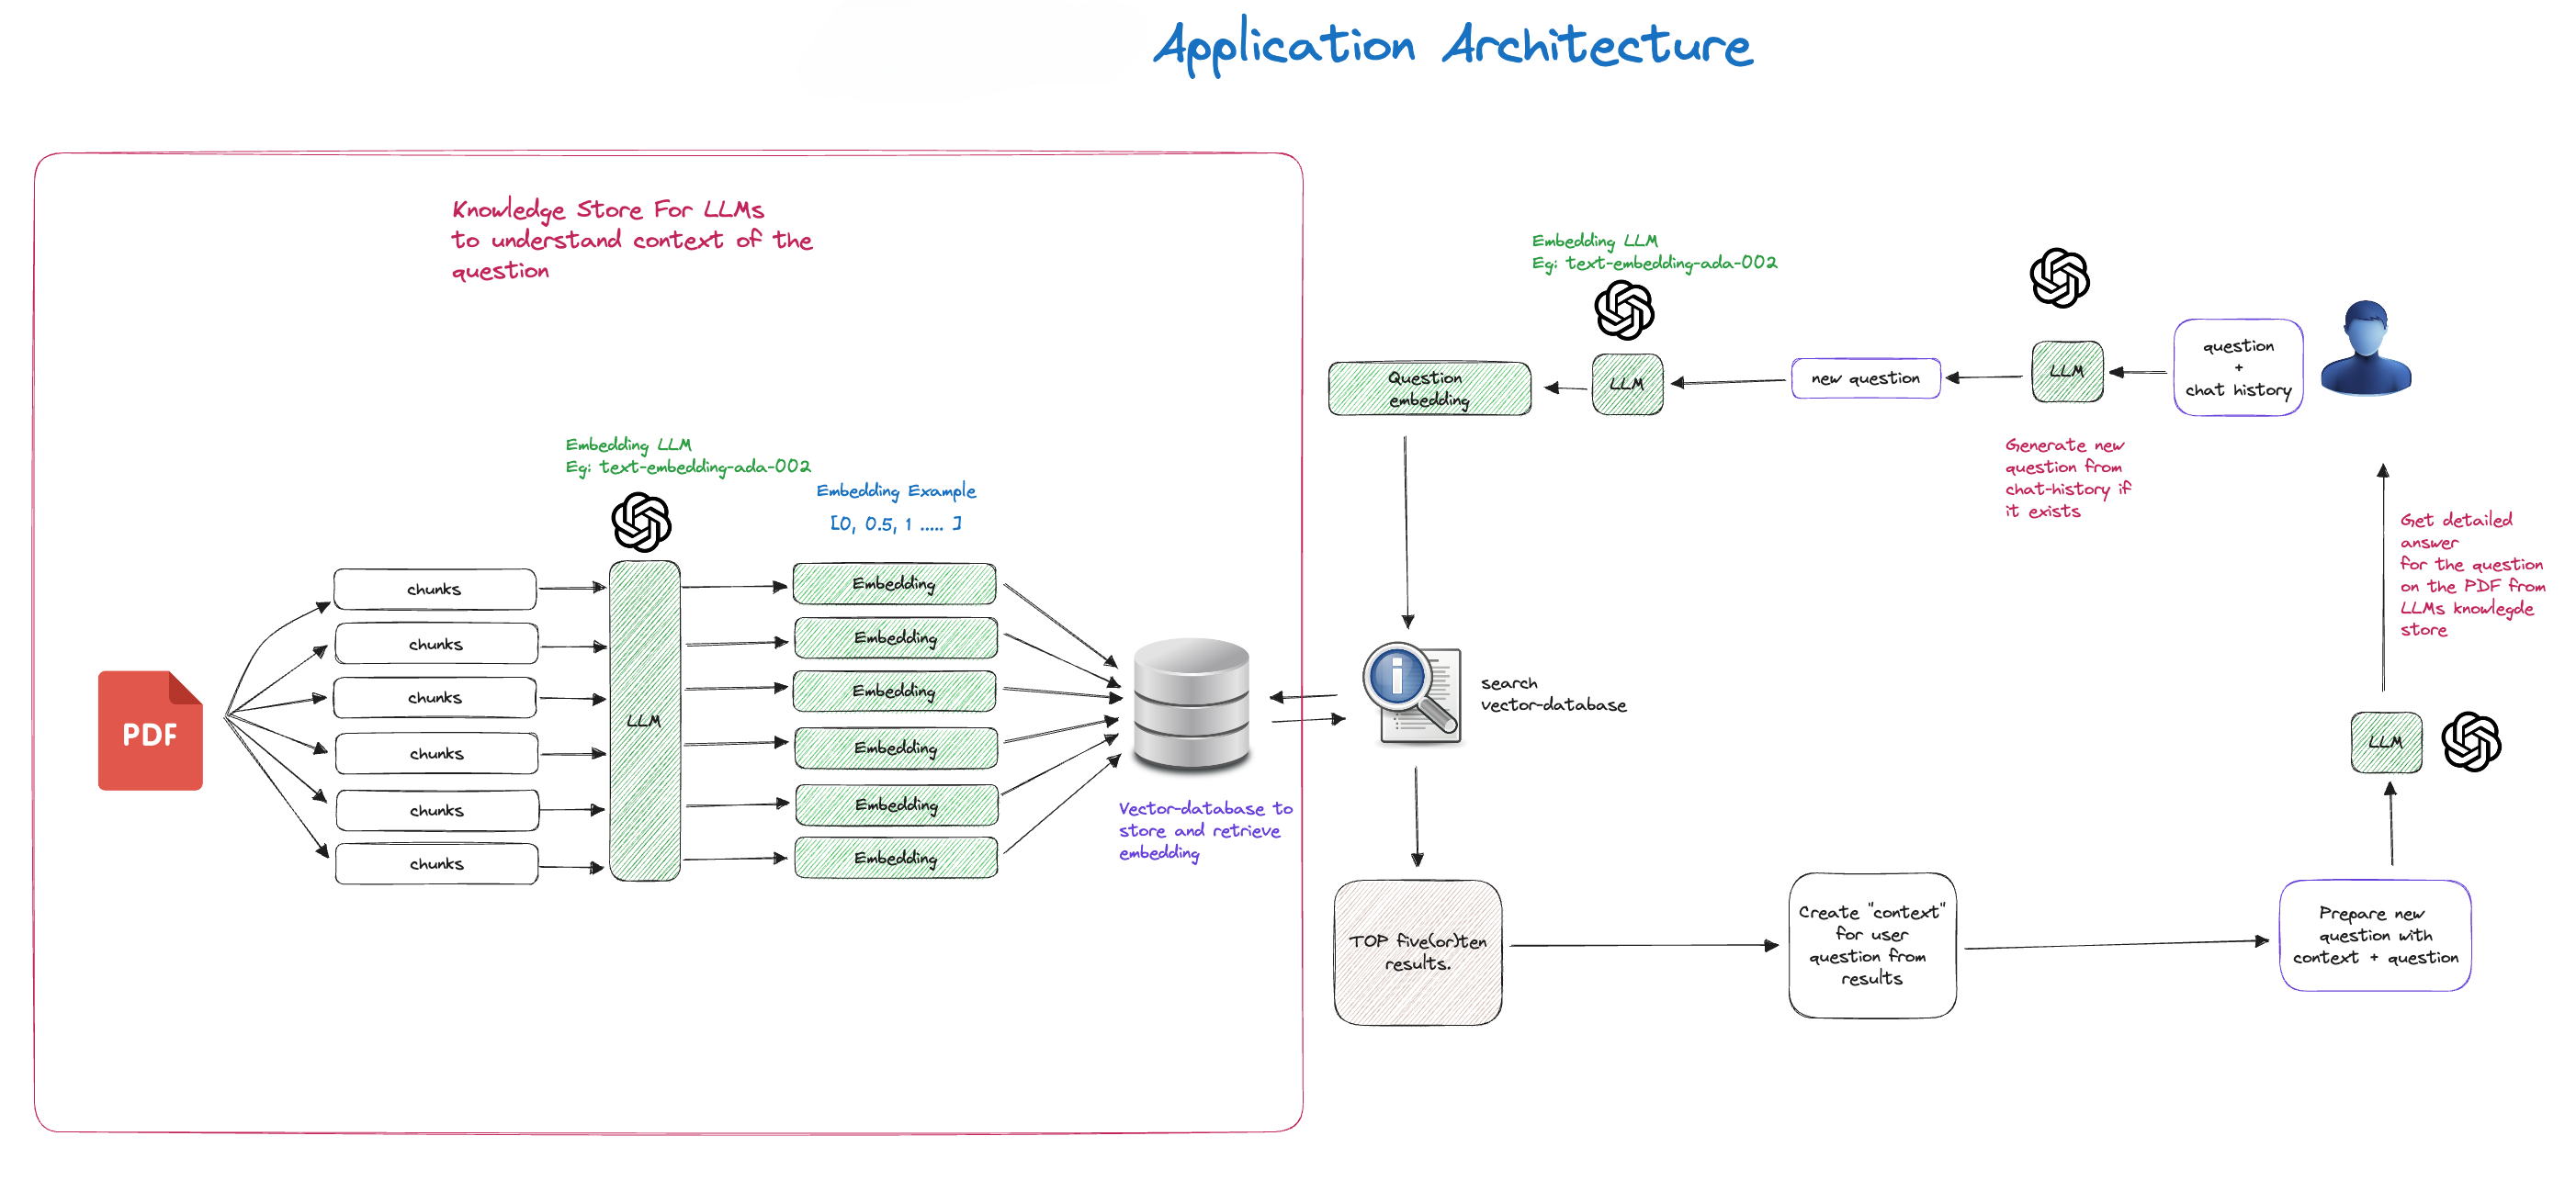 Application Architecture
Knowledge Store For LLMs
to understand context of the
question
Embedding LLM
Eg: text-embedding-ada-002
Embedding Example
[0, 0.5, 1 ..... ]
PDF
chunks
chunks
chunks
chunks
chunks
chunks
LLM
Embedding
Embedding
Embedding
Embedding
Embedding
Embedding
Vector-database to
store and retrieve
embedding
question
+
chat history
LLM
Generate new
question from
chat-history if
it exists
new question
Embedding LLM
Eg: text-embedding-ada-002
LLM
Question
embedding
i
search
vector-database
TOP five(or)ten
results.
Create "context"
for user
question from
results
Prepare new
question with
context + question
LLM
Get detailed
answer
for the question
on the PDF from
LLMs knowlegde
store